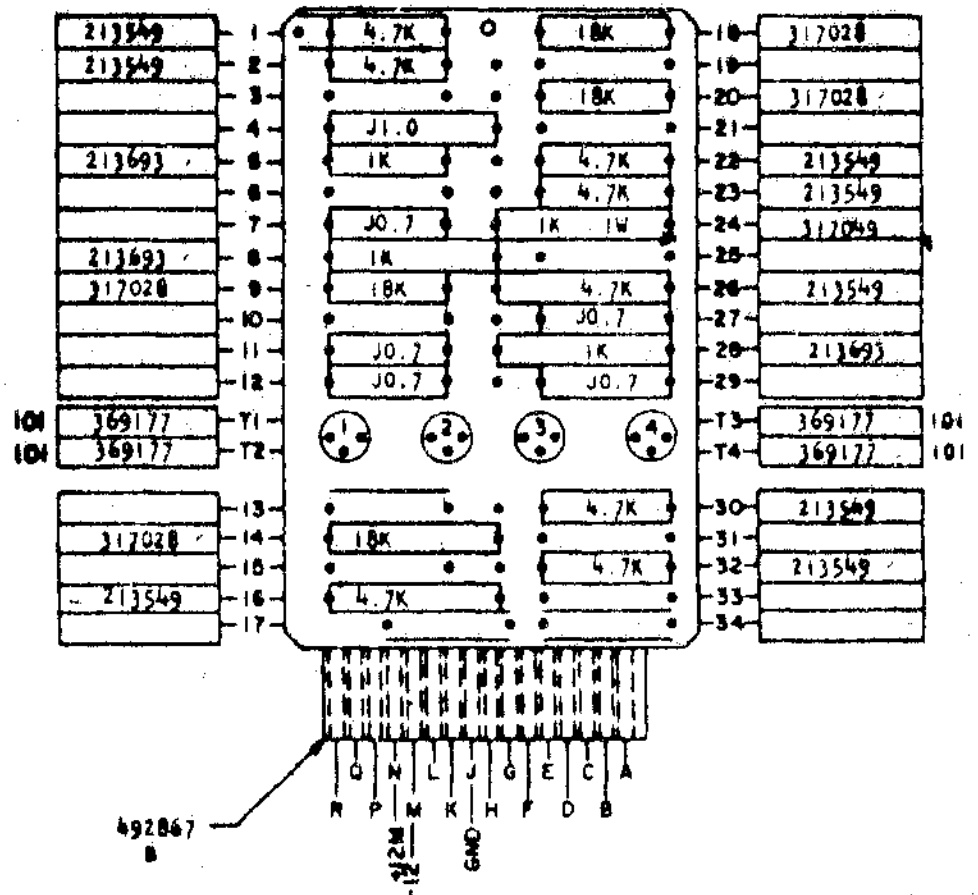 213549 1 4.7K 18K 18 317028
213549 2 4.7K 19
3 18K 20 317028
4 J1.0 21
213693 5 1K 4.7K 22 213549
6 4.7K 23 213549
7 J0.7 1K 1W 24 317049
213693 8 1K 25
317028 9 18K 4.7K 26 213549
10 J0.7 27
11 J0.7 1K 28 213693
12 J0.7 J0.7 29
101 369177 T1 1 2 3 4 T3 369177 101
101 369177 T2 T4 369177 101
13 4.7K 30 213549
317028 14 18K 31
15 4.7K 32 213549
213549 16 4.7K 33
17 34
Q N L J G E C A
R P M K H F D B
492867
B
+12M
-12
GND